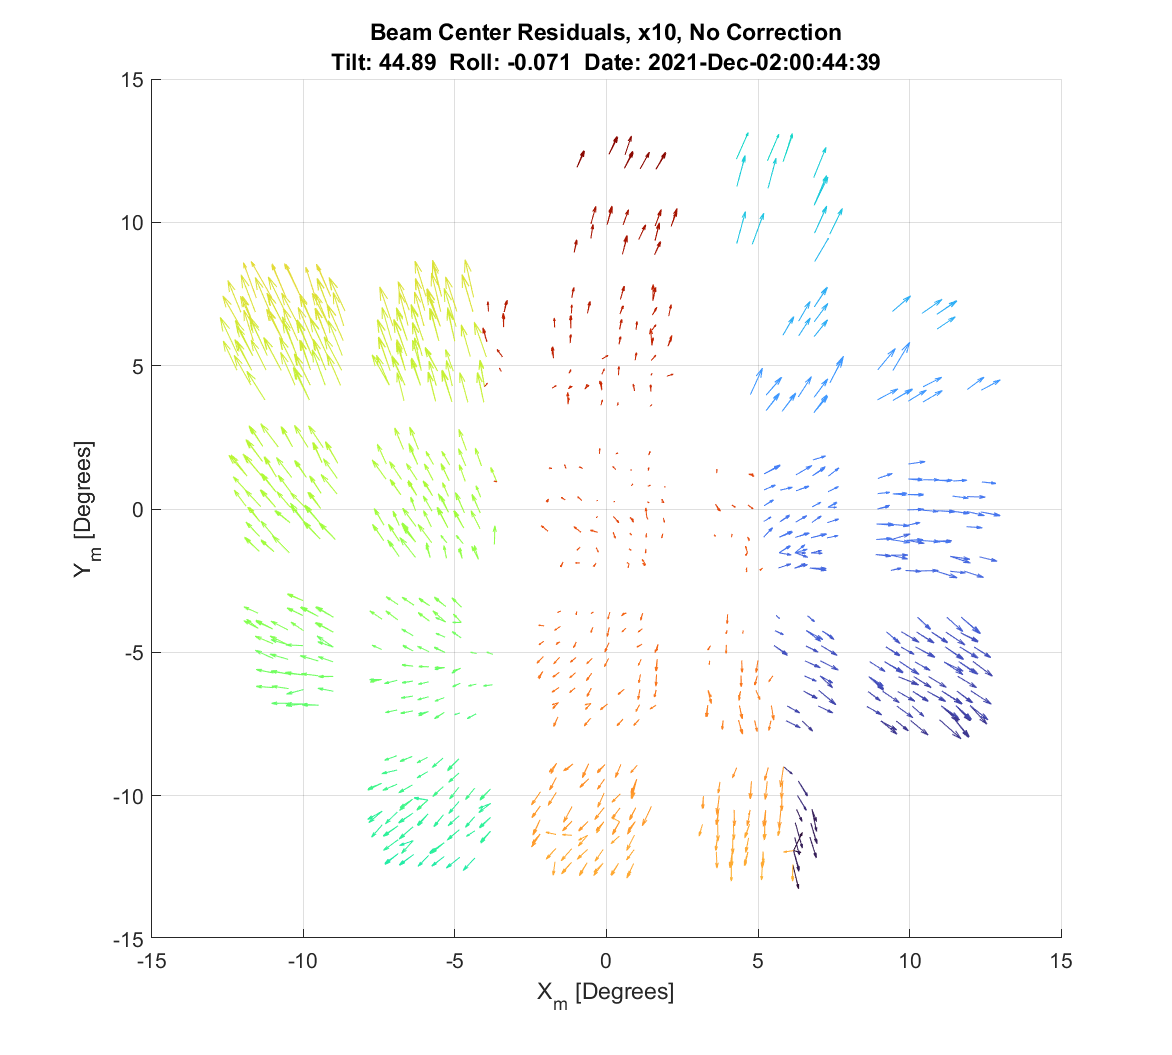 Beam Center Residuals, x10, No Correction
Tilt: 44.89 Roll: -0.071 Date: 2021-Dec-02:00:44:39
15
10
5
0
-5
-10
-15
Y_m [Degrees]
-15 -10 -5 0 5 10 15
X_m [Degrees]